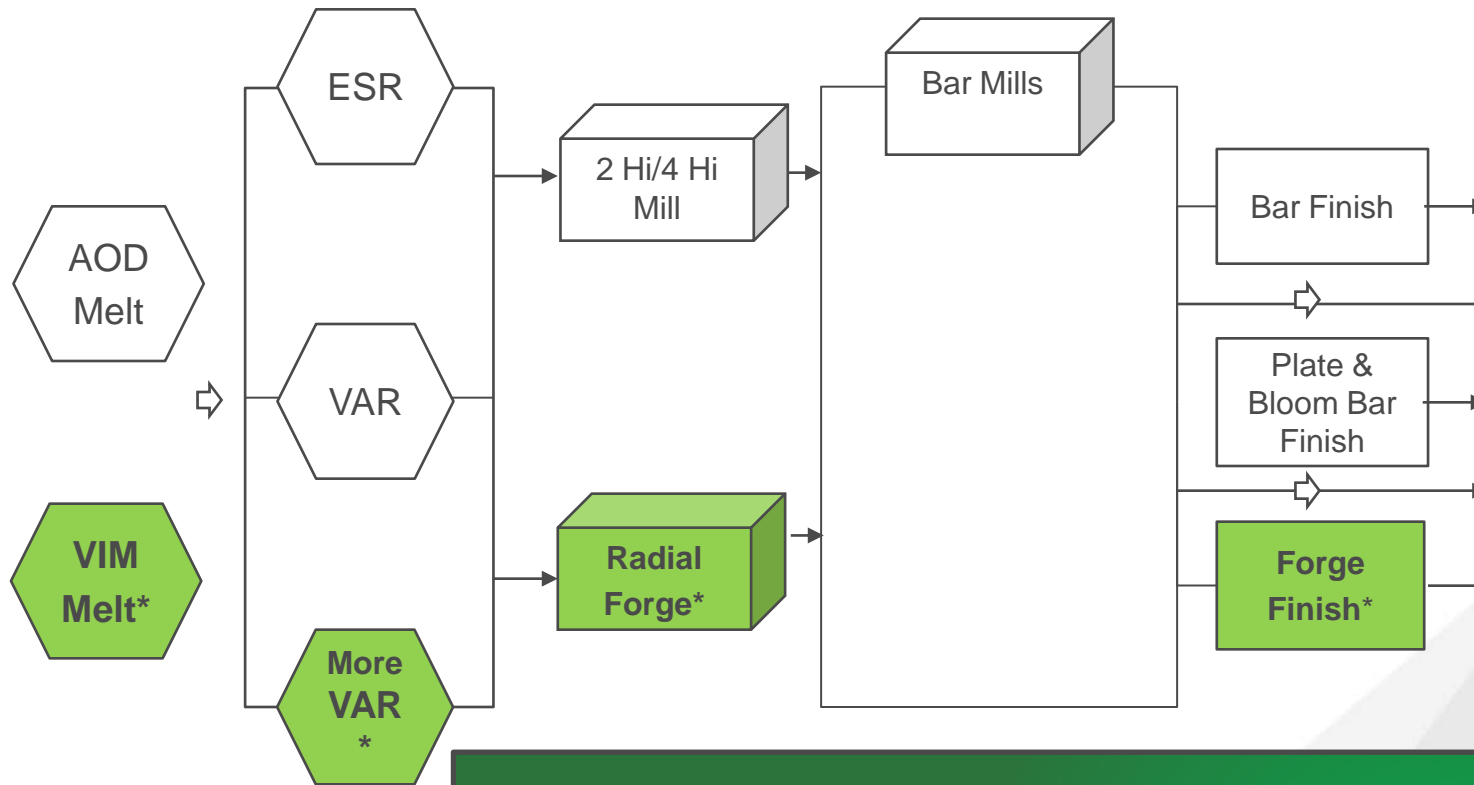 ESR
Bar Mills
2 Hi/4 Hi
Mill
Bar Finish
AOD
Melt
Plate &
Bloom Bar
Finish
VAR
VIM
Melt*
Radial
Forge*
Forge
Finish*
More
VAR
*